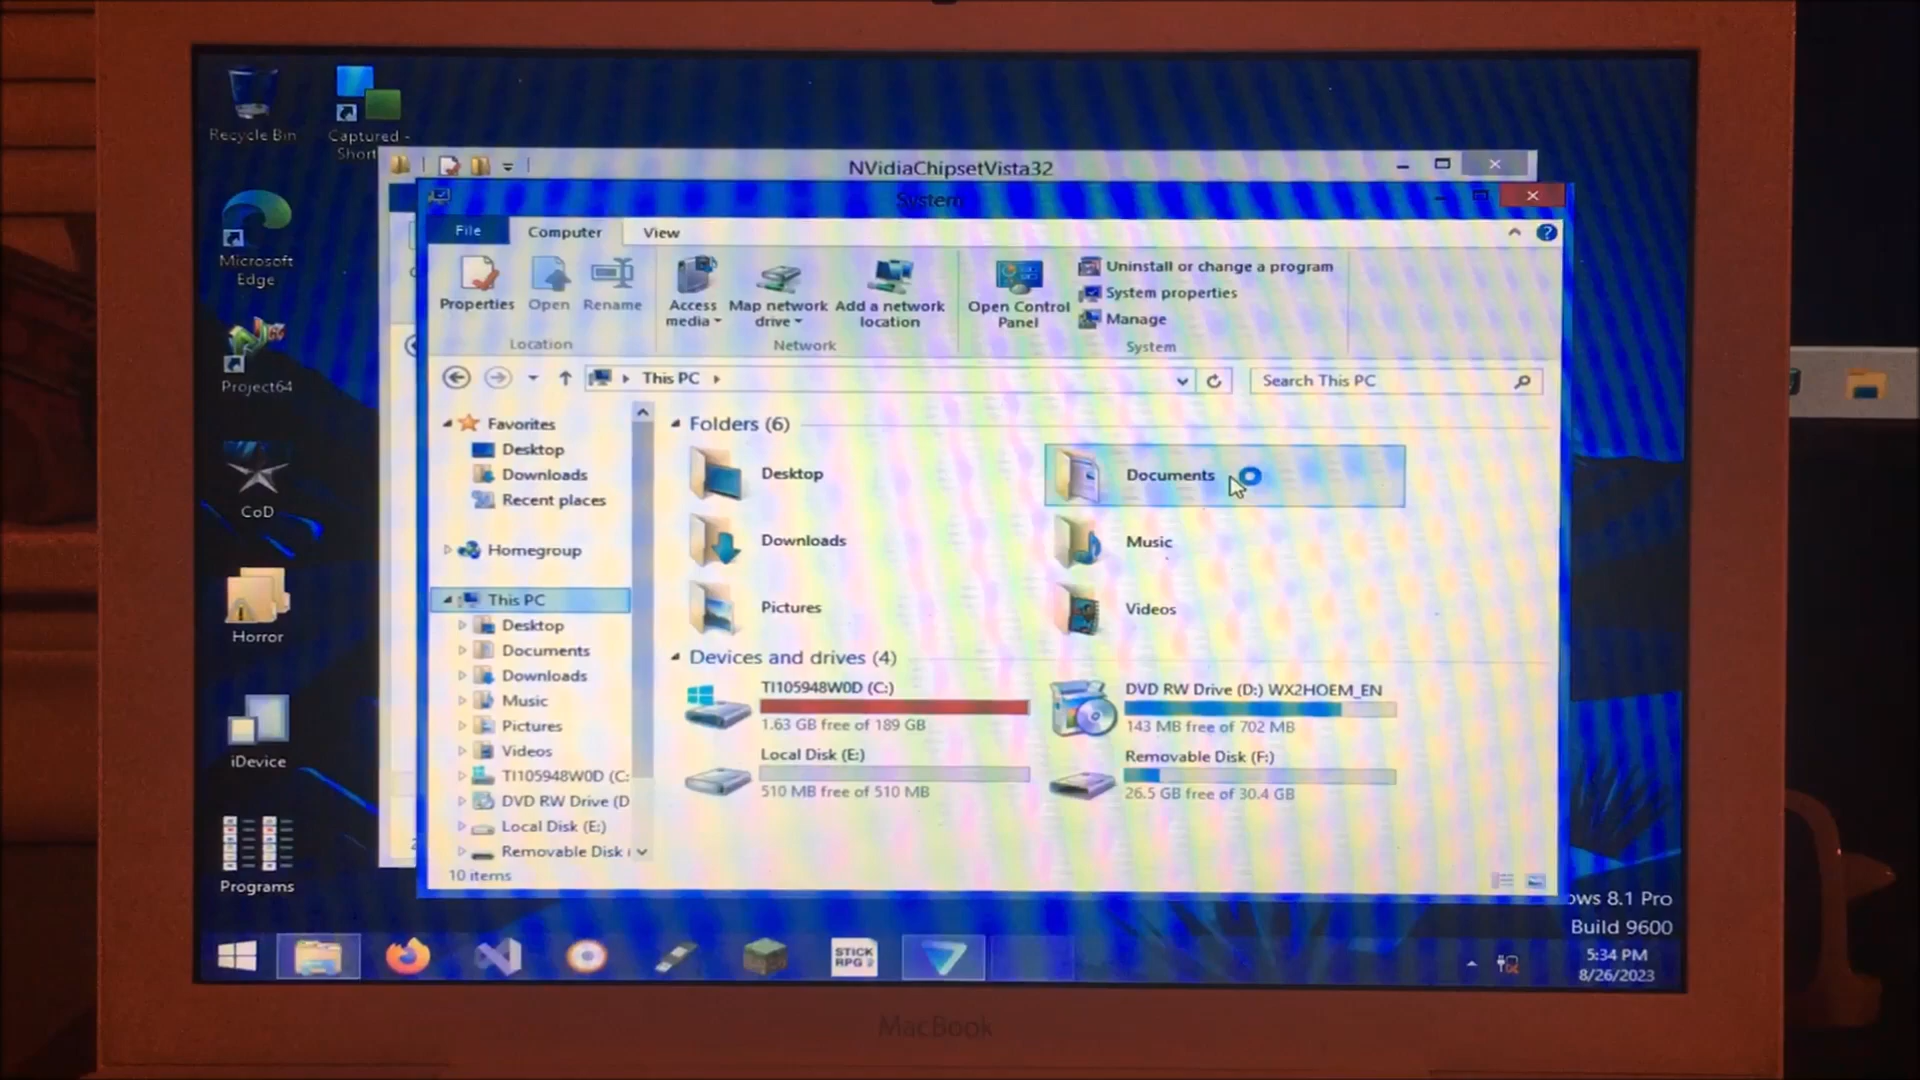 Recycle Bin
Captured -
Short
Microsoft
Edge
Project64
CoD
Horror
iDevice
Programs
NVidiaChipsetVista32
System
File
Computer
View
Properties
Open
Rename
Access
media
Map network
drive
Add a network
location
Open Control
Panel
Uninstall or change a program
System properties
Manage
Location
Network
System
This PC
Search This PC
Favorites
Desktop
Downloads
Recent places
Homegroup
This PC
Desktop
Documents
Downloads
Music
Pictures
Videos
TI105948W0D (C:
DVD RW Drive (D
Local Disk (E:)
Removable Disk
Folders (6)
Desktop
Documents
Downloads
Music
Pictures
Videos
Devices and drives (4)
TI105948W0D (C:)
1.63 GB free of 189 GB
DVD RW Drive (D:) WX2HOEM_EN
143 MB free of 702 MB
Local Disk (E:)
510 MB free of 510 MB
Removable Disk (F:)
26.5 GB free of 30.4 GB
10 items
ows 8.1 Pro
Build 9600
STICK
RPG 2
5:34 PM
8/26/2023
MacBook